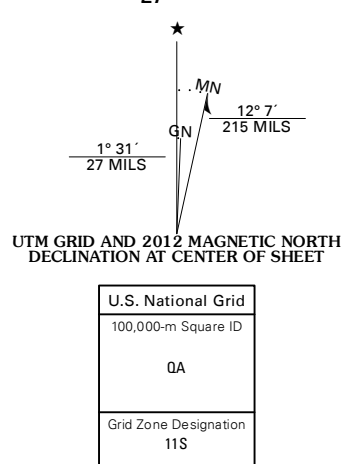 MN
GN
12° 7´
215 MILS
1° 31´
27 MILS
UTM GRID AND 2012 MAGNETIC NORTH
DECLINATION AT CENTER OF SHEET
U.S. National Grid
100,000-m Square ID
QA
Grid Zone Designation
11S